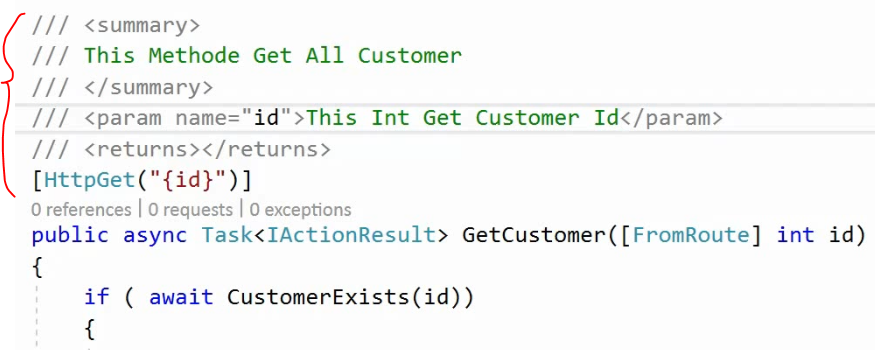 /// <summary>
/// This Methode Get All Customer
/// </summary>
/// <param name="id">This Int Get Customer Id</param>
/// <returns></returns>
[HttpGet("{id}")]
0 references | 0 requests | 0 exceptions
public async Task<IActionResult> GetCustomer([FromRoute] int id)
{
if ( await CustomerExists(id))
{